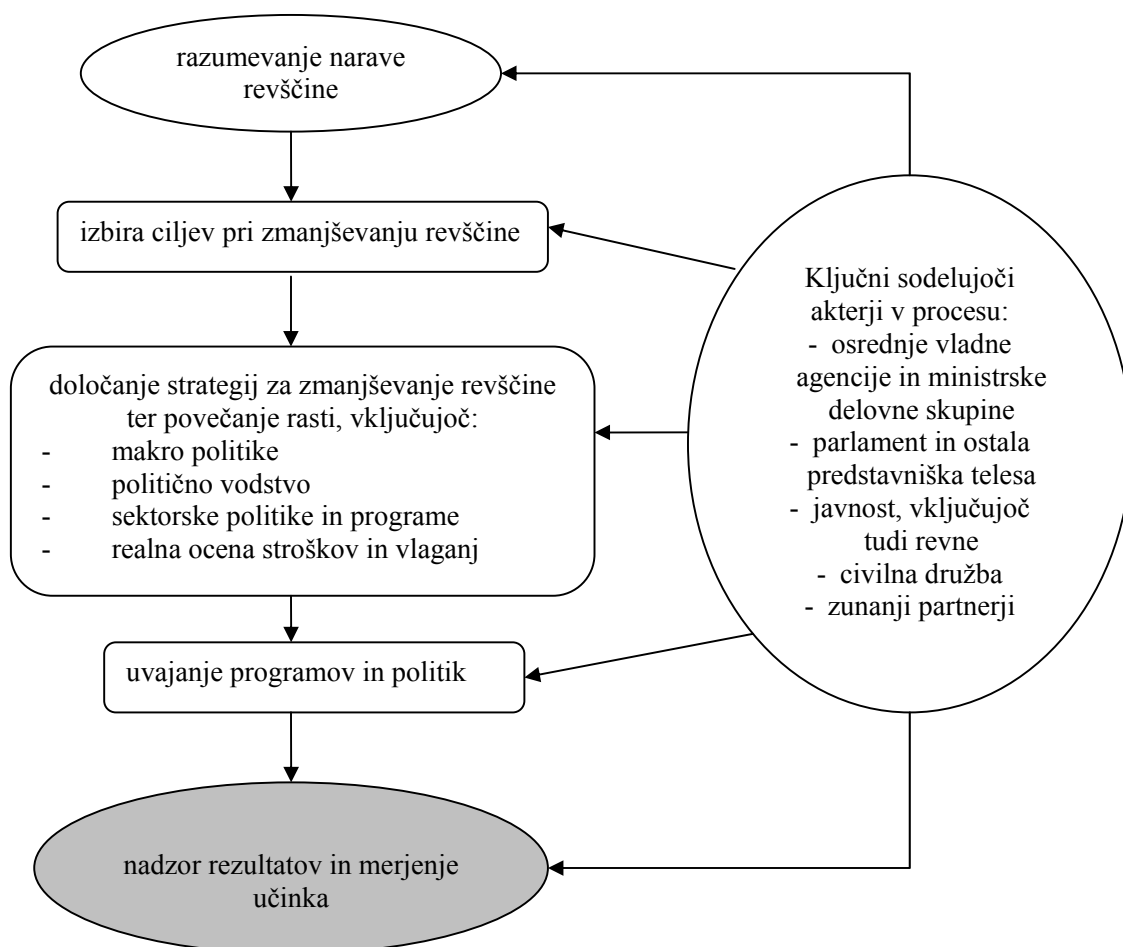 razumevanje narave
revščine
izbira ciljev pri zmanjševanju revščine
določanje strategij za zmanjševanje revščine
ter povečanje rasti, vključujoč:
- makro politike
- politično vodstvo
- sektorske politike in programe
- realna ocena stroškov in vlaganj
uvajanje programov in politik
nadzor rezultatov in merjenje
učinka
Ključni sodelujoči
akterji v procesu:
- osrednje vladne
agencije in ministrske
delovne skupine
- parlament in ostala
predstavniška telesa
- javnost, vključujoč
tudi revne
- civilna družba
- zunanji partnerji